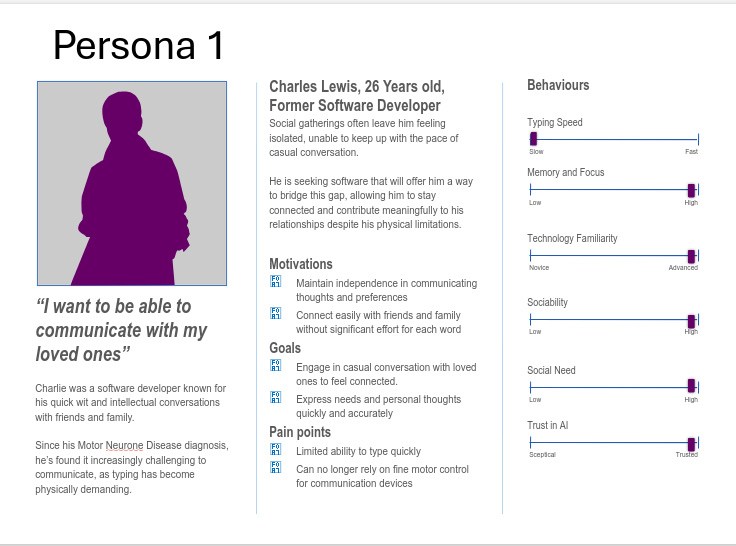 Persona 1
“I want to be able to
communicate with my
loved ones”
Charlie was a software developer known for
his quick wit and intellectual conversations
with friends and family.
Since his Motor Neurone Disease diagnosis,
he’s found it increasingly challenging to
communicate, as typing has become
physically demanding.
Charles Lewis, 26 Years old,
Former Software Developer
Social gatherings often leave him feeling
isolated, unable to keep up with the pace of
casual conversation.
He is seeking software that will offer him a way
to bridge this gap, allowing him to stay
connected and contribute meaningfully to his
relationships despite his physical limitations.
Motivations
Maintain independence in communicating
thoughts and preferences
Connect easily with friends and family
without significant effort for each word
Goals
Engage in casual conversation with loved
ones to feel connected.
Express needs and personal thoughts
quickly and accurately
Pain points
Limited ability to type quickly
Can no longer rely on fine motor control
for communication devices
Behaviours
Typing Speed
Slow Fast
Memory and Focus
Low High
Technology Familiarity
Novice Advanced
Sociability
Low High
Social Need
Low High
Trust in AI
Sceptical Trusted